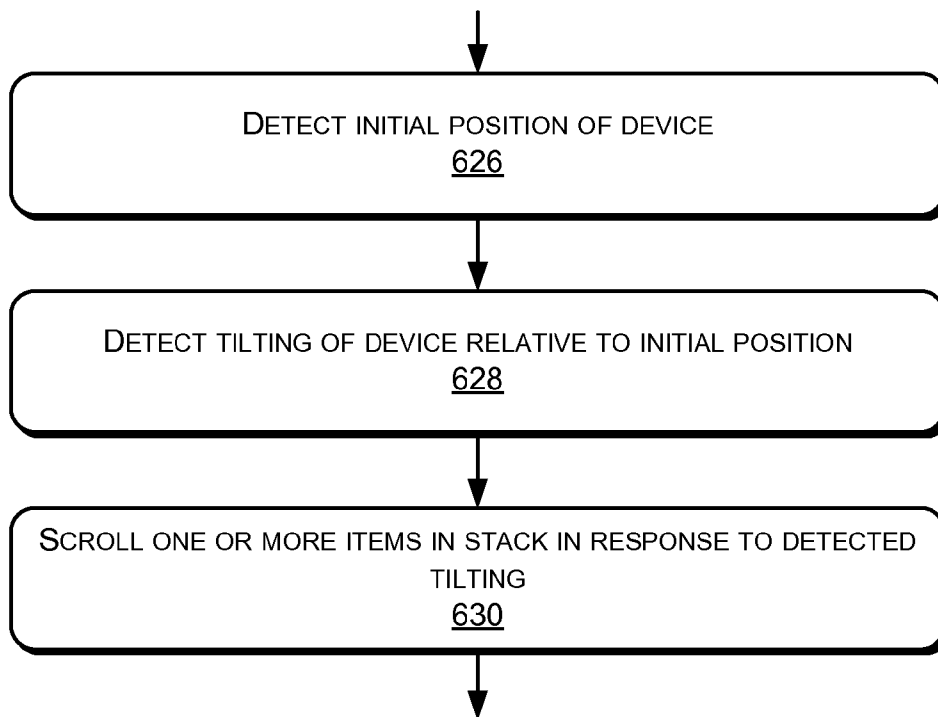 DETECT INITIAL POSITION OF DEVICE
626
DETECT TILTING OF DEVICE RELATIVE TO INITIAL POSITION
628
SCROLL ONE OR MORE ITEMS IN STACK IN RESPONSE TO DETECTED
TILTING
630